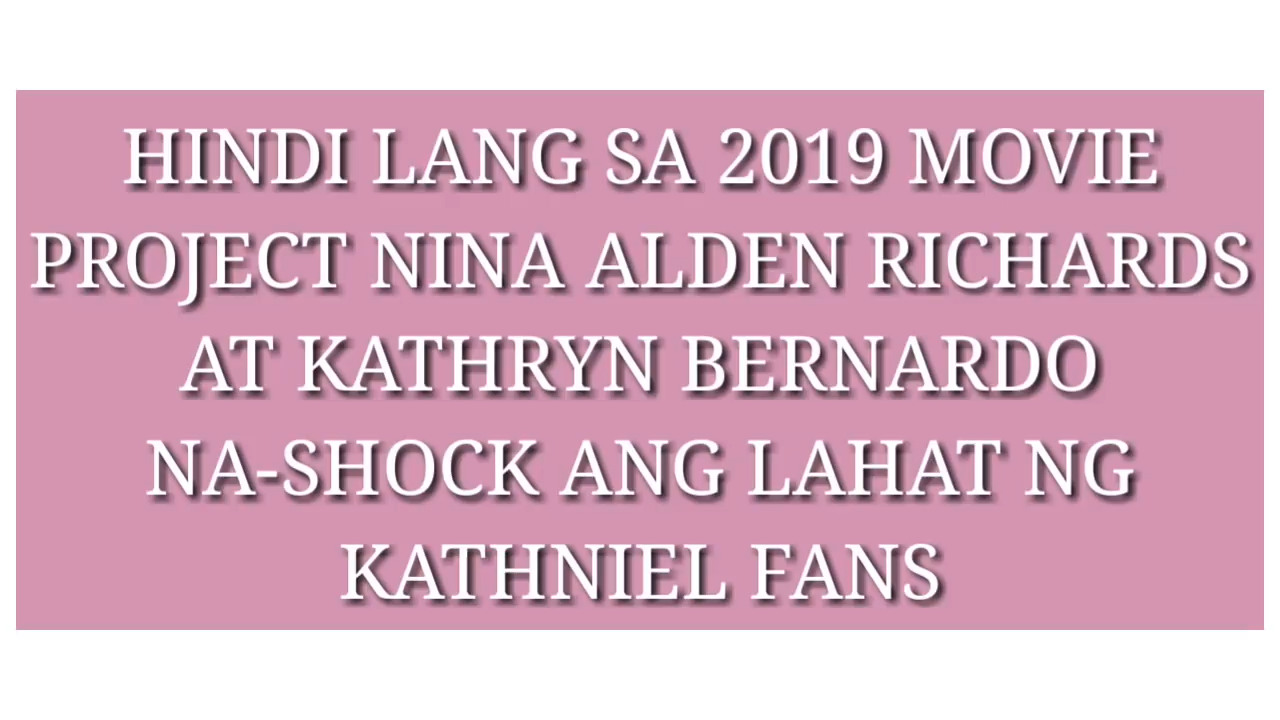 HINDI LANG SA 2019 MOVIE
PROJECT NINA ALDEN RICHARDS
AT KATHRYN BERNARDO
NA-SHOCK ANG LAHAT NG
KATHNIEL FANS